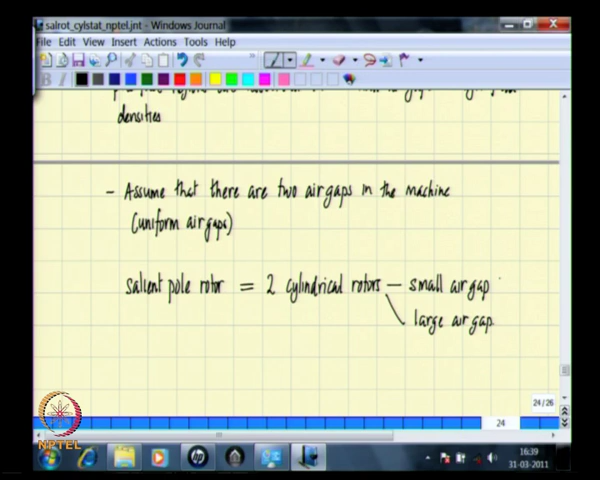 salrot_cylstat_nptel.jnt - Windows Journal
File Edit View Insert Actions Tools Help
densities
- Assume that there are two airgaps in the machine
(uniform airgaps)
salient pole rotor = 2 cylindrical rotors — small airgap
large airgap
24/26
24
NPTEL
16:39
31-03-2011